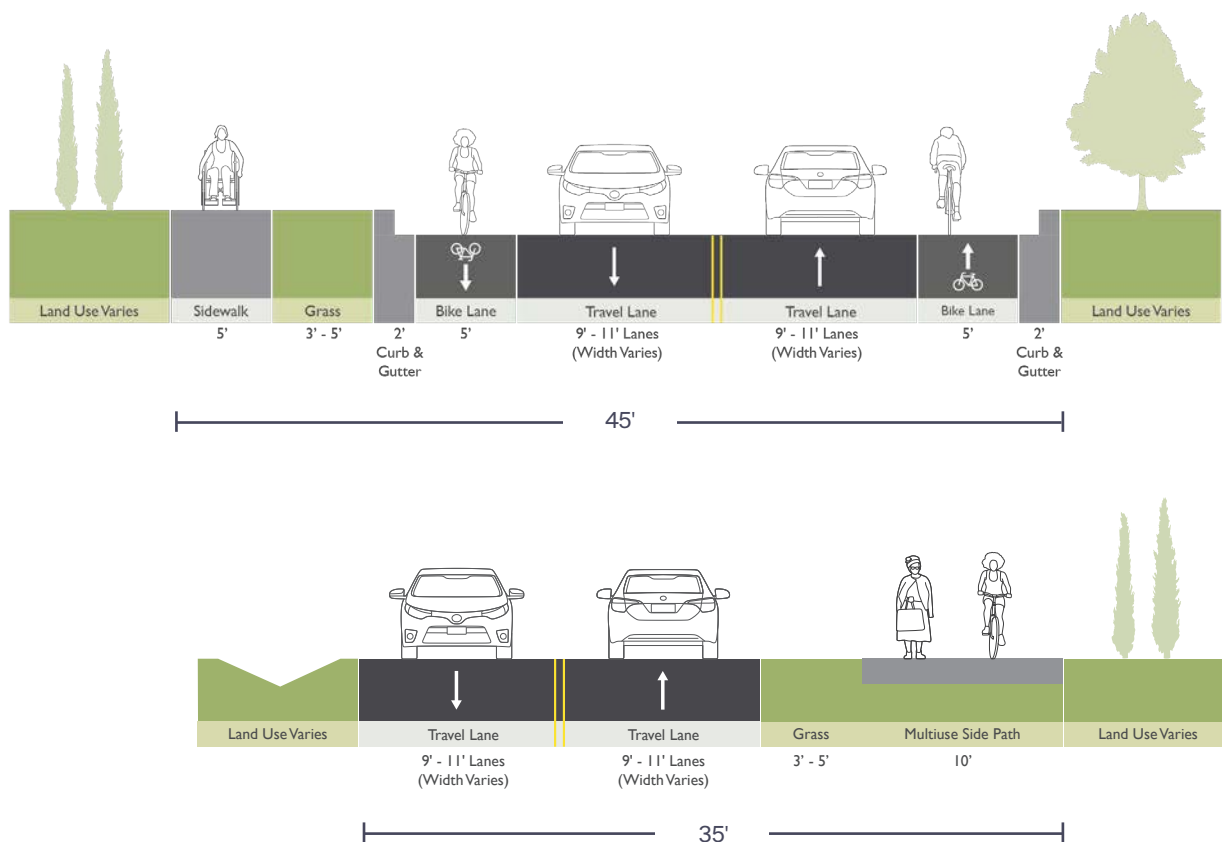 Land Use Varies
Sidewalk
Grass
Bike Lane
Travel Lane
Travel Lane
Bike Lane
Land Use Varies
5'
3' - 5'
2'
Curb &
Gutter
5'
9' - 11' Lanes
(Width Varies)
9' - 11' Lanes
(Width Varies)
5'
2'
Curb &
Gutter
45'
Land Use Varies
Travel Lane
Travel Lane
Grass
Multiuse Side Path
Land Use Varies
9' - 11' Lanes
(Width Varies)
9' - 11' Lanes
(Width Varies)
3' - 5'
10'
35'